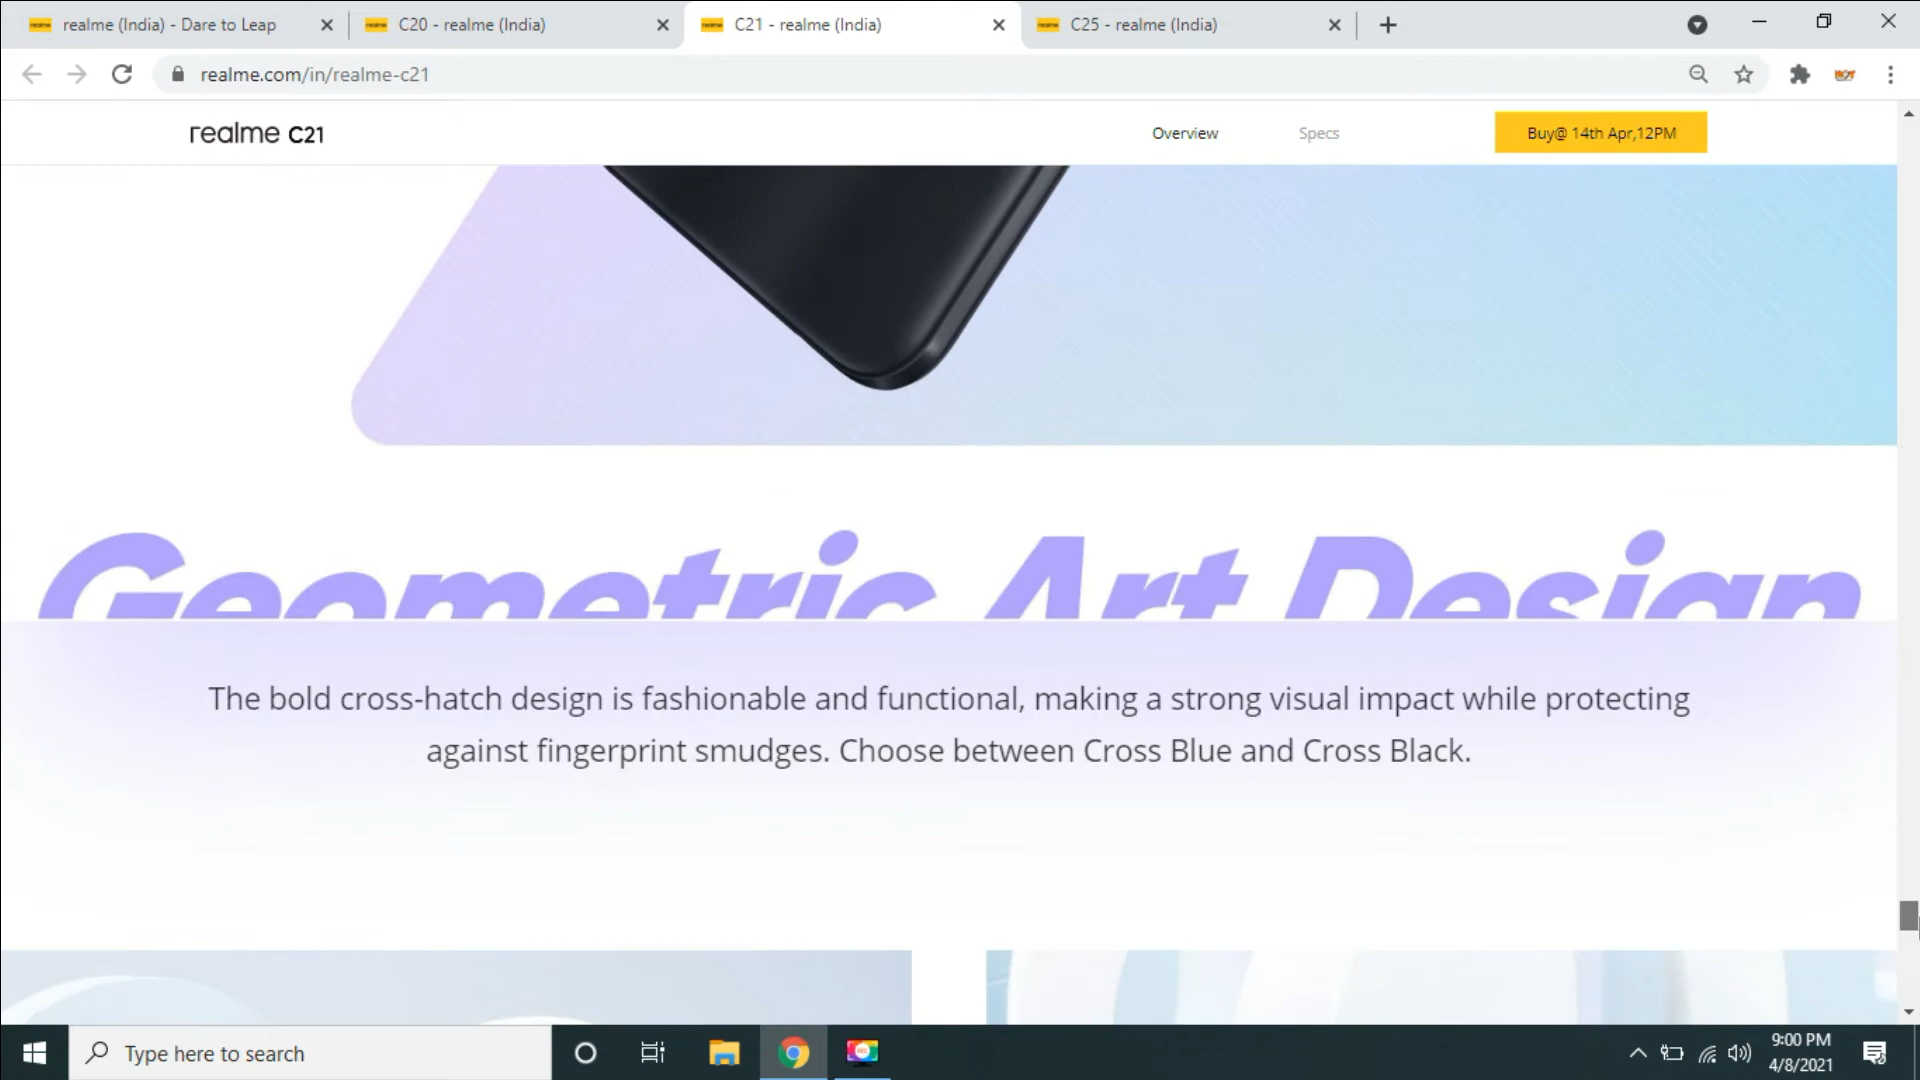 realme (India) - Dare to Leap
C20 - realme (India)
C21 - realme (India)
C25 - realme (India)
realme.com/in/realme-c21
realme C21
Overview
Specs
Buy@ 14th Apr,12PM
Geometric Art Design
The bold cross-hatch design is fashionable and functional, making a strong visual impact while protecting
against fingerprint smudges. Choose between Cross Blue and Cross Black.
Type here to search
9:00 PM
4/8/2021